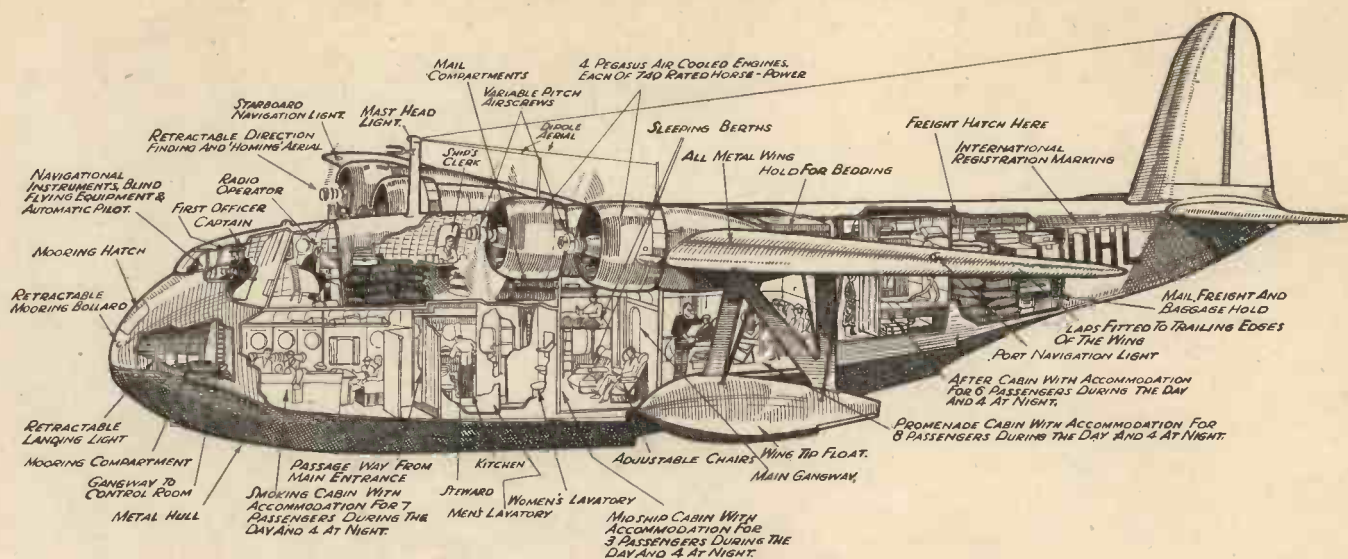 MAIL
COMPARTMENTS
4 PEGASUS AIR COOLED ENGINES,
EACH OF 740 RATED HORSE-POWER
VARIABLE PITCH
AIRSCREWS
STARBOARD
NAVIGATION LIGHT.
MAST HEAD
LIGHT.
DIPOLE
AERIAL
SLEEPING BERTHS
FREIGHT HATCH HERE
RETRACTABLE DIRECTION
FINDING AND 'HOMING' AERIAL
SHIP'S
CLERK
ALL METAL WING
INTERNATIONAL
REGISTRATION MARKING
NAVIGATIONAL
INSTRUMENTS, BLIND
FLYING EQUIPMENT &
AUTOMATIC PILOT.
RADIO
OPERATOR
HOLD FOR BEDDING
FIRST OFFICER
CAPTAIN
MOORING HATCH
RETRACTABLE
MOORING BOLLARD
MAIL, FREIGHT AND
BAGGAGE HOLD
LAPS FITTED TO TRAILING EDGES
OF THE WING
PORT NAVIGATION LIGHT
AFTER CABIN WITH ACCOMMODATION
FOR 6 PASSENGERS DURING THE DAY
AND 4 AT NIGHT.
PROMENADE CABIN WITH ACCOMMODATION FOR
8 PASSENGERS DURING THE DAY AND 4 AT NIGHT.
RETRACTABLE
LANDING LIGHT
MOORING COMPARTMENT
GANGWAY TO
CONTROL ROOM
METAL HULL
PASSAGE WAY FROM
MAIN ENTRANCE
SMOKING CABIN WITH
ACCOMMODATION FOR 7
PASSENGERS DURING THE
DAY AND 4 AT NIGHT.
STEWARD
KITCHEN
MEN'S LAVATORY
WOMEN'S LAVATORY
MIDSHIP CABIN WITH
ACCOMMODATION FOR
3 PASSENGERS DURING THE
DAY AND 4 AT NIGHT.
ADJUSTABLE CHAIRS
WING TIP FLOAT.
MAIN GANGWAY,